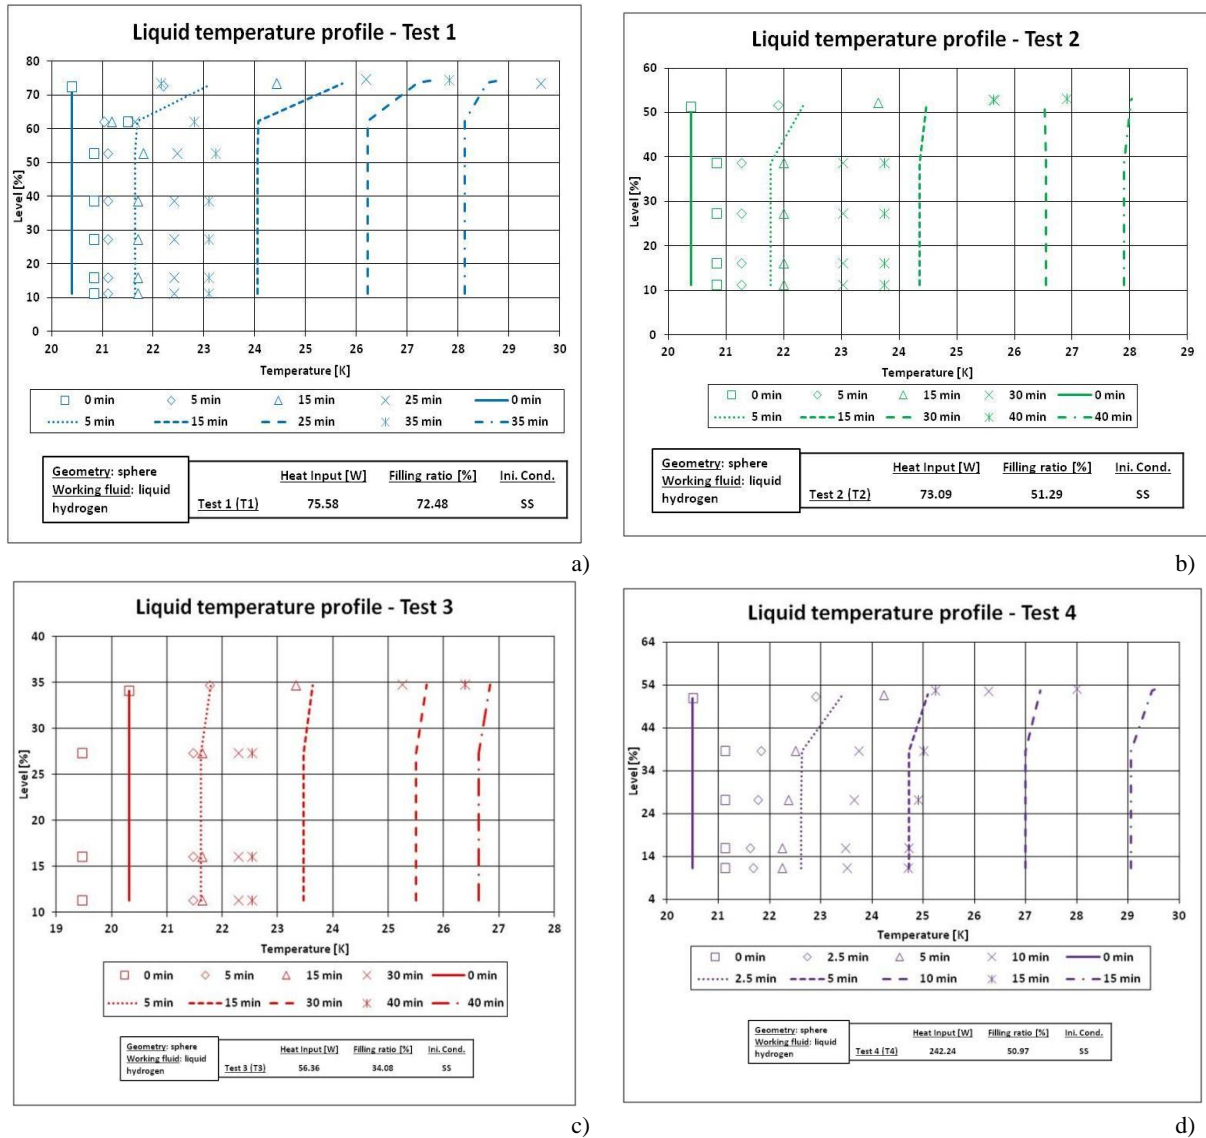 Liquid temperature profile - Test 1
Level [%]
80
70
60
50
40
30
20
10
0
20 21 22 23 24 25 26 27 28 29 30
Temperature [K]
0 min 5 min 15 min 25 min 0 min
5 min 15 min 25 min 35 min 35 min
Geometry: sphere
Working fluid: liquid
hydrogen
Heat Input [W] Filling ratio [%] Ini. Cond.
Test 1 (T1) 75.58 72.48 SS
a)
Liquid temperature profile - Test 2
Level [%]
60
50
40
30
20
10
0
20 21 22 23 24 25 26 27 28 29
Temperature [K]
0 min 5 min 15 min 30 min 0 min
5 min 15 min 30 min 40 min 40 min
Geometry: sphere
Working fluid: liquid
hydrogen
Heat Input [W] Filling ratio [%] Ini. Cond.
Test 2 (T2) 73.09 51.29 SS
b)
Liquid temperature profile - Test 3
Level [%]
40
35
30
25
20
15
10
19 20 21 22 23 24 25 26 27 28
Temperature [K]
0 min 5 min 15 min 30 min 0 min
5 min 15 min 30 min 40 min 40 min
Geometry: sphere
Working fluid: liquid
hydrogen
Heat Input [W] Filling ratio [%] Ini. Cond.
Test 3 (T3) 56.36 34.08 SS
c)
Liquid temperature profile - Test 4
Level [%]
64
54
44
34
24
14
4
20 21 22 23 24 25 26 27 28 29 30
Temperature [K]
0 min 2.5 min 5 min 10 min 0 min
2.5 min 5 min 10 min 15 min 15 min
Geometry: sphere
Working fluid: liquid
hydrogen
Heat Input [W] Filling ratio [%] Ini. Cond.
Test 4 (T4) 242.24 50.97 SS
d)